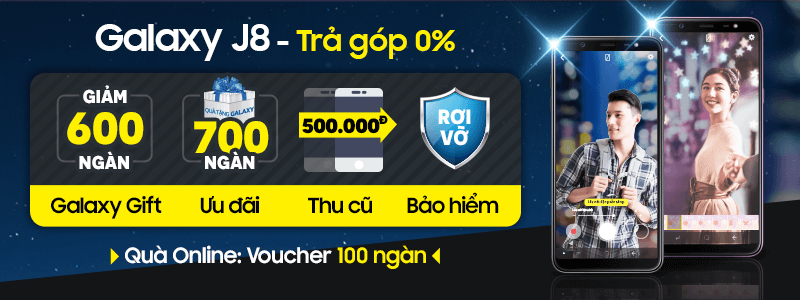 Galaxy J8 - Trả góp 0%
GIẢM
600
NGÀN
QUÀ TẶNG GALAXY
700
NGÀN
500.000Đ
RƠI
VỠ
Galaxy Gift
Ưu đãi
Thu cũ
Bảo hiểm
Quà Online: Voucher 100 ngàn